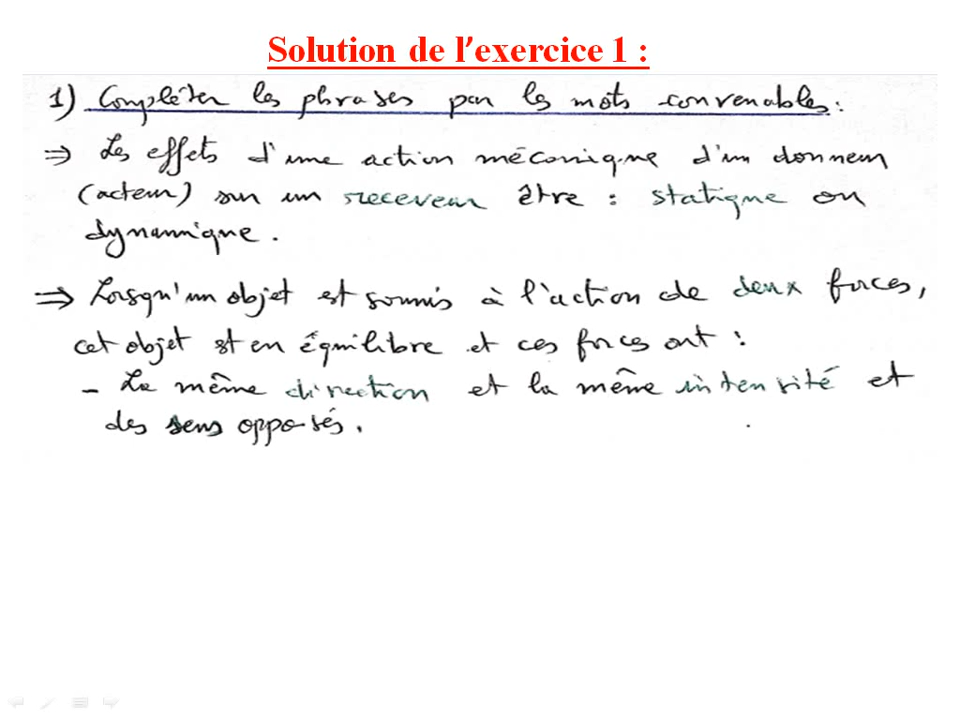 Solution de l'exercice 1 :
1) Compléter les phrases par les mots convenables :
⇒ Les effets d'une action mécanique d'un donneur
(acteur) sur un receveur être : statique ou
dynamique .
⇒ Lorsqu'un objet est soumis à l'action de deux forces,
cet objet est en équilibre et ces forces ont :
- La même direction et la même intensité et
des sens opposés .